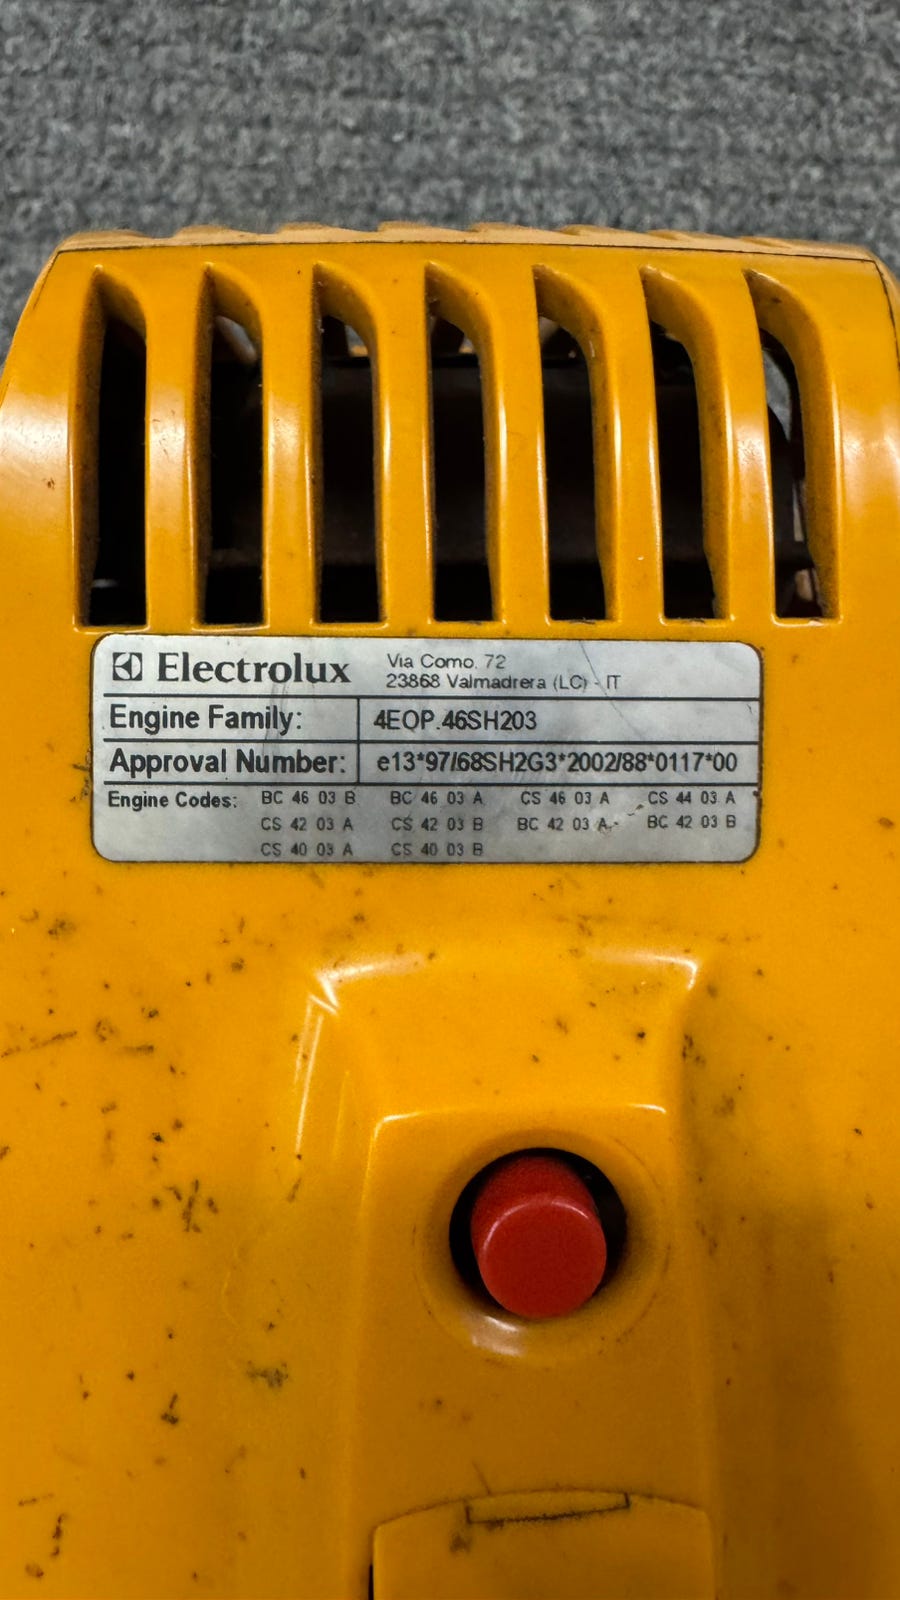 Electrolux
Via Como, 72
23868 Valmadrera (LC) - IT
Engine Family: 4EOP.46SH203
Approval Number: e13*97/68SH2G3*2002/88*0117*00
Engine Codes: BC 46 03 B BC 46 03 A CS 46 03 A CS 44 03 A
CS 42 03 A CS 42 03 B BC 42 03 A BC 42 03 B
CS 40 03 A CS 40 03 B